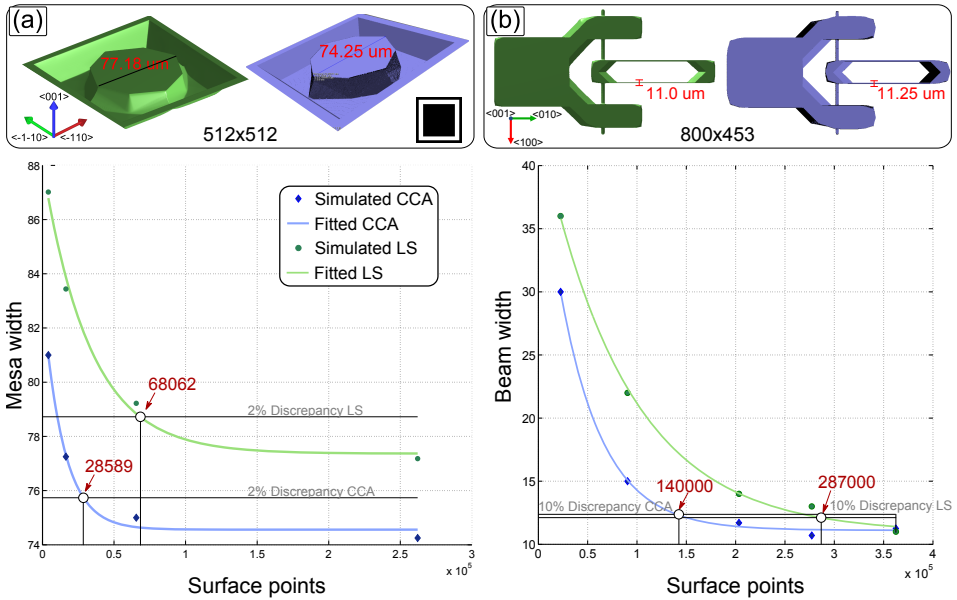 (a)
77.18 um
74.25 um
<001>
<-1-10>
<-110>
512x512
(b)
11.0 um
11.25 um
<001>
<010>
<100>
800x453
88
86
84
82
80
78
76
74
Mesa width
Simulated CCA
Fitted CCA
Simulated LS
Fitted LS
68062
2% Discrepancy LS
28589
2% Discrepancy CCA
0 0.5 1 1.5 2 2.5 3
x 10⁵
Surface points
40
35
30
25
20
15
10
Beam width
140000
287000
10% Discrepancy CCA
10% Discrepancy LS
0 0.5 1 1.5 2 2.5 3 3.5 4
x 10⁵
Surface points